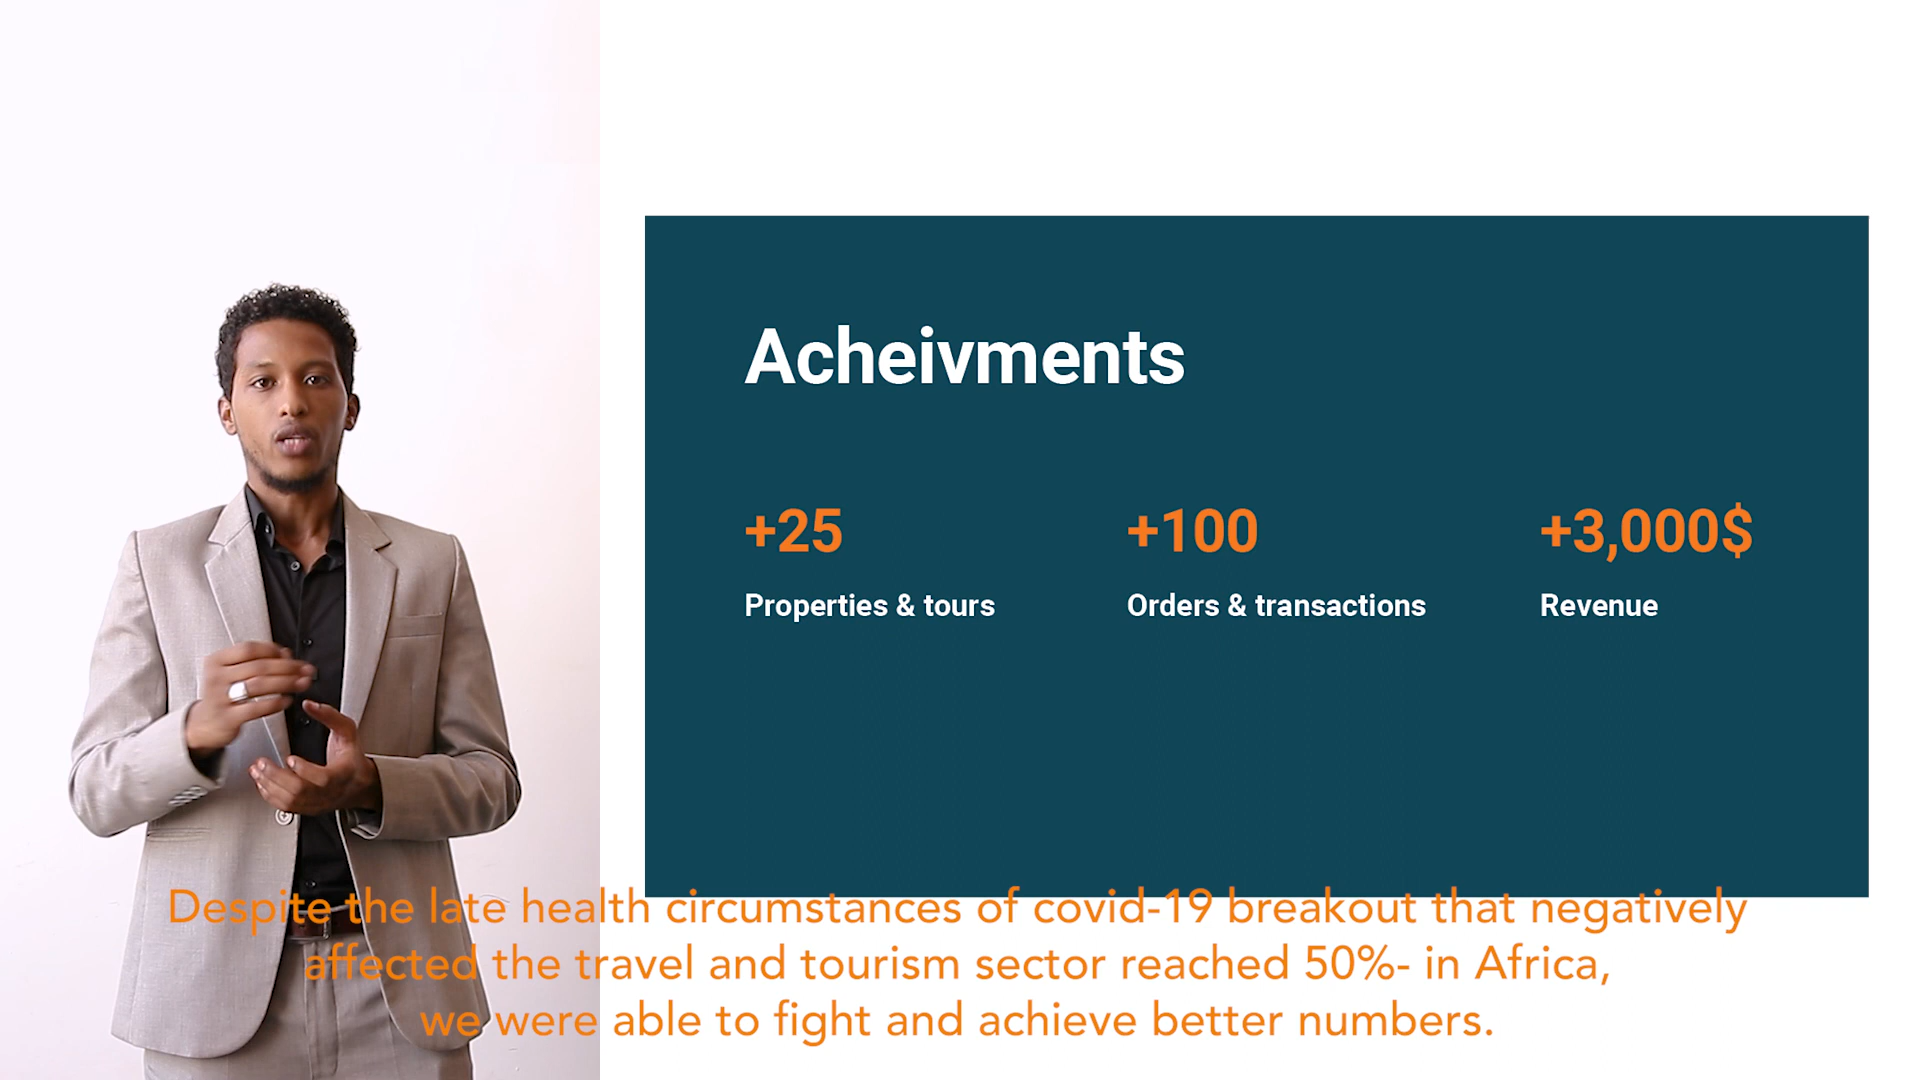 Acheivments
+25
+100
+3,000$
Properties & tours
Orders & transactions
Revenue
Despite the late health circumstances of covid-19 breakout that negatively
affected the travel and tourism sector reached 50%- in Africa,
we were able to fight and achieve better numbers.